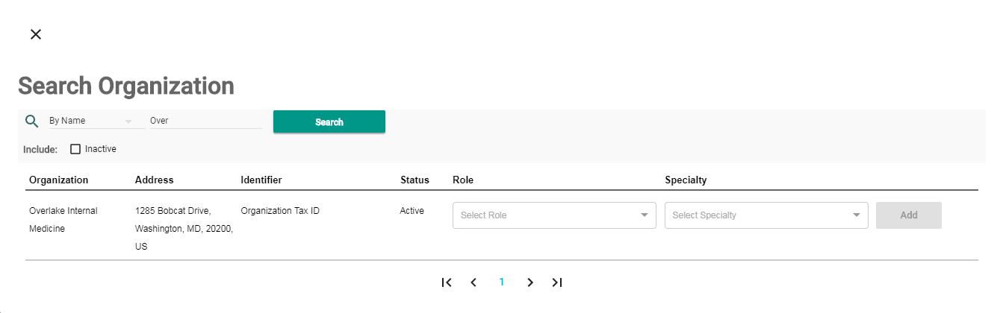 Search Organization
By Name Over Search
Include: Inactive
Organization Address Identifier Status Role Specialty
Overlake Internal 1285 Bobcat Drive, Organization Tax ID Active Select Role Select Specialty Add
Medicine Washington, MD, 20200,
US
1